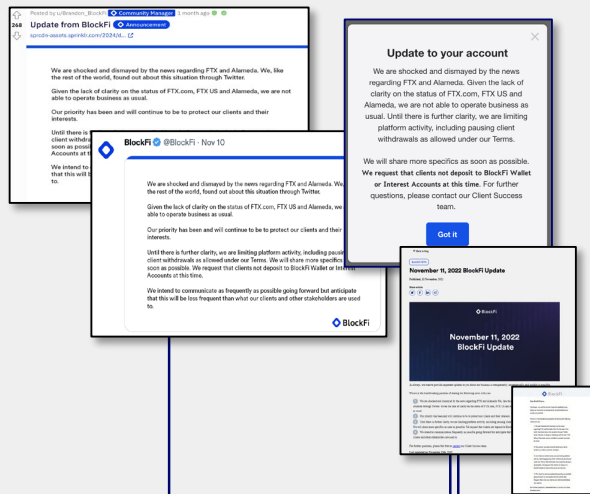 Posted by u/Brandon_BlockFi Community Manager 1 month ago
268
Update from BlockFi Announcement
sprcdn-assets.sprinklr.com/2024/d...
We are shocked and dismayed by the news regarding FTX and Alameda. We, like
the rest of the world, found out about this situation through Twitter.
Given the lack of clarity on the status of FTX.com, FTX US and Alameda, we are not
able to operate business as usual.
Our priority has been and will continue to be to protect our clients and their
interests.
Until there is
client withdra
soon as possi
Accounts at t
We intend to
that this will b
to.
BlockFi @BlockFi · Nov 10
We are shocked and dismayed by the news regarding FTX and Alameda. We,
the rest of the world, found out about this situation through Twitter.
Given the lack of clarity on the status of FTX.com, FTX US and Alameda, we
able to operate business as usual.
Our priority has been and will continue to be to protect our clients and their
interests.
Until there is further clarity, we are limiting platform activity, including pausin
client withdrawals as allowed under our Terms. We will share more specifics
soon as possible. We request that clients not deposit to BlockFi Wallet or Interest
Accounts at this time.
We intend to communicate as frequently as possible going forward but anticipate
that this will be less frequent than what our clients and other stakeholders are used
to.
BlockFi
Update to your account
We are shocked and dismayed by the news
regarding FTX and Alameda. Given the lack of
clarity on the status of FTX.com, FTX US and
Alameda, we are not able to operate business as
usual. Until there is further clarity, we are limiting
platform activity, including pausing client
withdrawals as allowed under our Terms.
We will share more specifics as soon as possible.
We request that clients not deposit to BlockFi Wallet
or Interest Accounts at this time. For further
questions, please contact our Client Success
team.
Got it
November 11, 2022 BlockFi Update
BlockFi
November 11, 2022
BlockFi Update
BlockFi